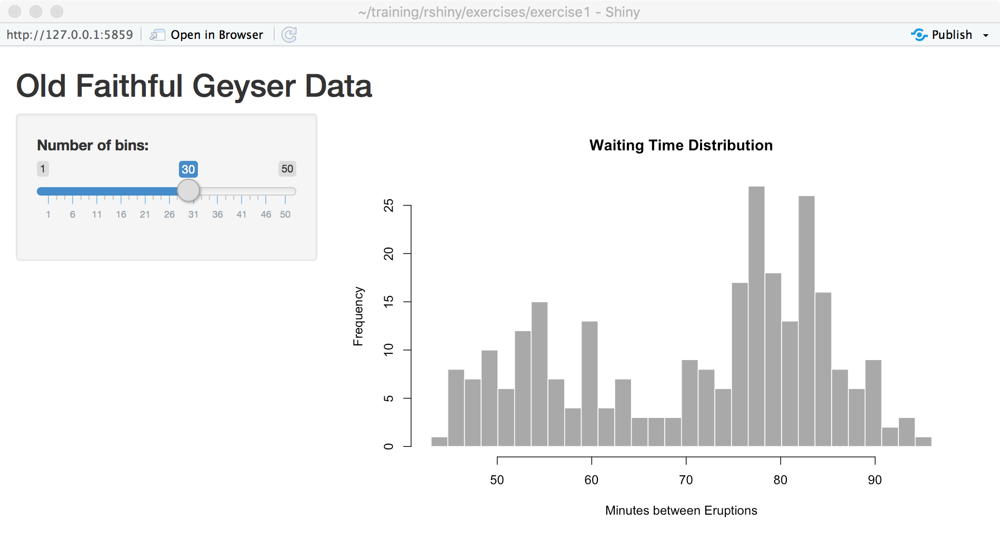 ~/training/rshiny/exercises/exercise1 - Shiny
http://127.0.0.1:5859 Open in Browser Publish
Old Faithful Geyser Data
Number of bins:
1 30 50
1 6 11 16 21 26 31 36 41 46 50
Waiting Time Distribution
Frequency
25
20
15
10
5
0
50 60 70 80 90
Minutes between Eruptions